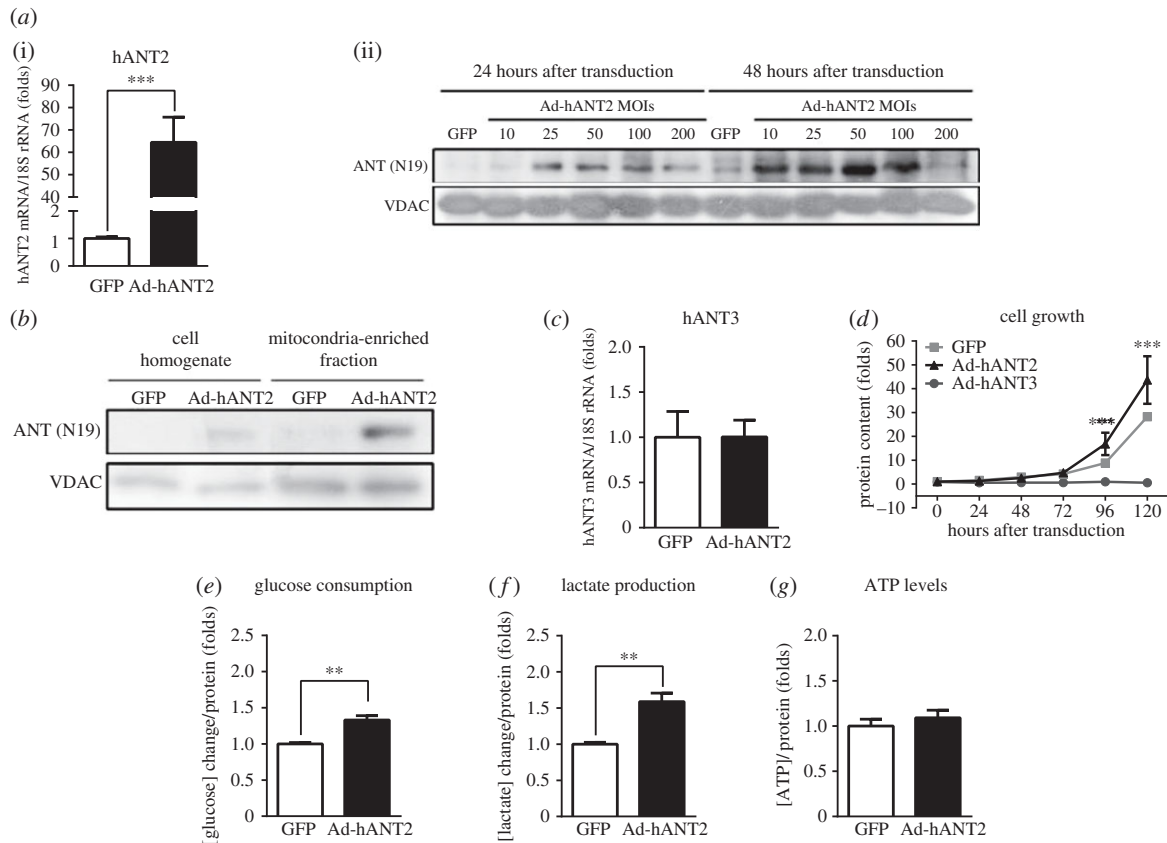 (a)
(i)
hANT2
***
hANT2 mRNA/18S rRNA (folds)
90
80
70
60
50
40
2
1
0
GFP Ad-hANT2
(ii)
24 hours after transduction 48 hours after transduction
Ad-hANT2 MOIs Ad-hANT2 MOIs
GFP 10 25 50 100 200 GFP 10 25 50 100 200
ANT (N19)
VDAC
(b)
cell homogenate
mitocondria-enriched fraction
GFP Ad-hANT2 GFP Ad-hANT2
ANT (N19)
VDAC
(c)
hANT3
hANT3 mRNA/18S rRNA (folds)
2.0
1.5
1.0
0.5
0
GFP Ad-hANT2
(d)
cell growth
protein content (folds)
60
50
40
30
20
10
0
−10
GFP
Ad-hANT2
Ad-hANT3
***
***
0 24 48 72 96 120
hours after transduction
(e)
glucose consumption
[glucose] change/protein (folds)
2.5
2.0
1.5
1.0
0.5
0
**
GFP Ad-hANT2
(f)
lactate production
[lactate] change/protein (folds)
2.5
2.0
1.5
1.0
0.5
0
**
GFP Ad-hANT2
(g)
ATP levels
[ATP]/ protein (folds)
2.0
1.5
1.0
0.5
0
GFP Ad-hANT2